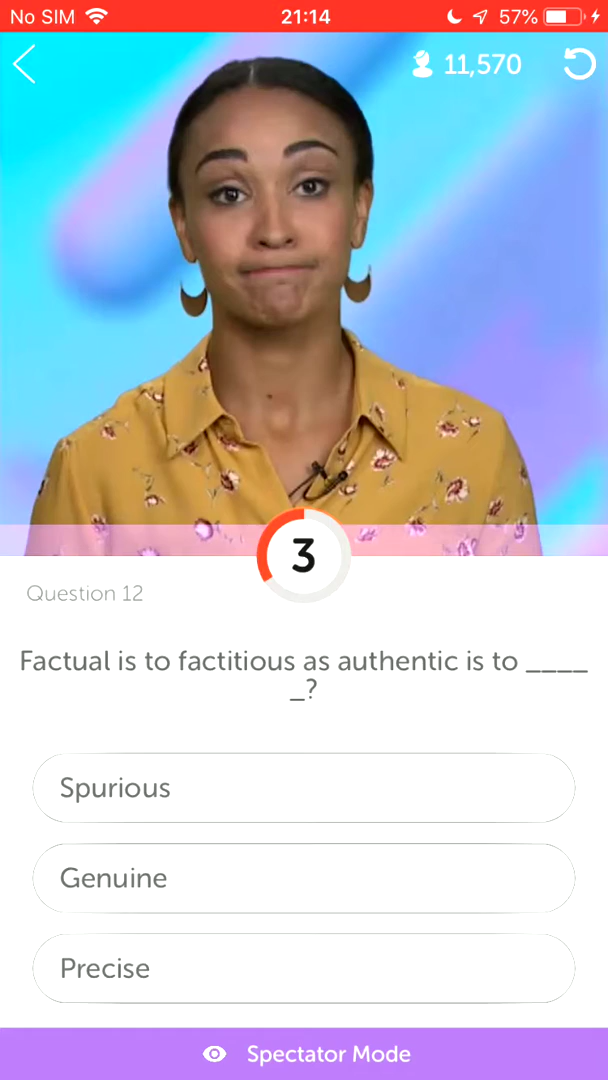 No SIM 21:14 57%
11,570
3
Question 12
Factual is to factitious as authentic is to ____
_?
Spurious
Genuine
Precise
Spectator Mode